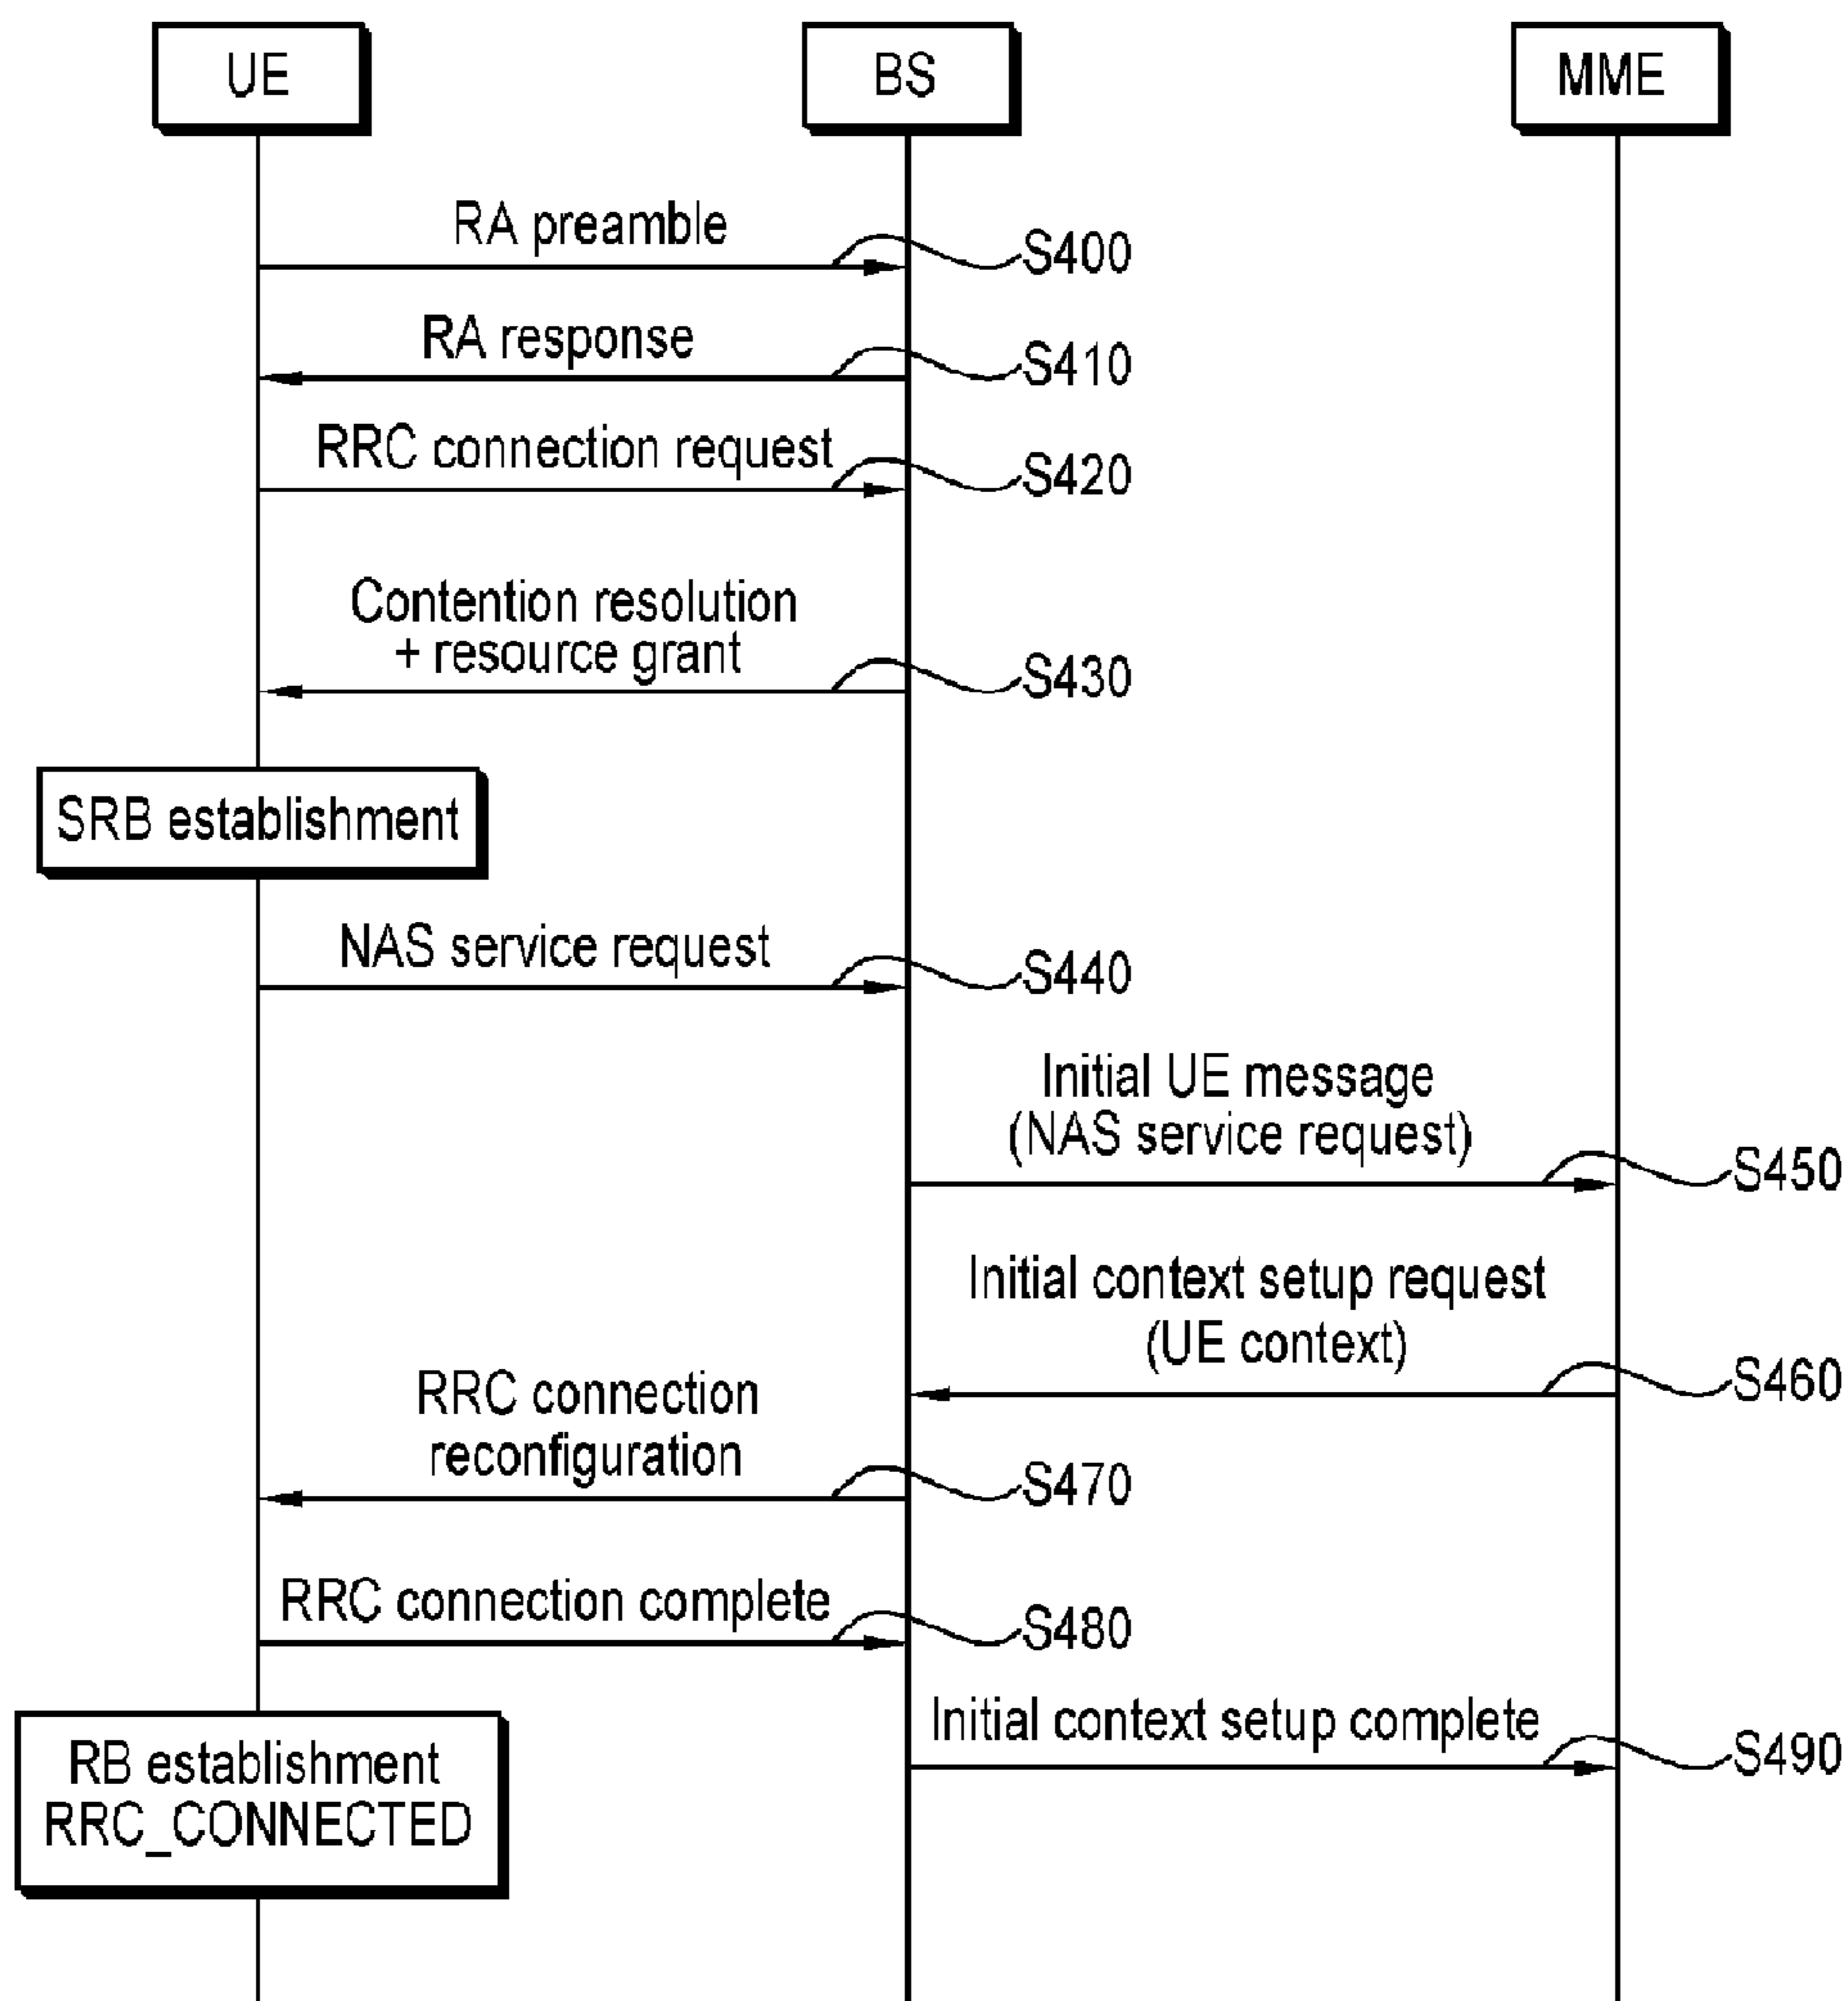 UE
BS
MME
RA preamble
S400
RA response
S410
RRC connection request
S420
Contention resolution
+ resource grant
S430
SRB establishment
NAS service request
S440
Initial UE message
(NAS service request)
S450
Initial context setup request
(UE context)
S460
RRC connection
reconfiguration
S470
RRC connection complete
S480
Initial context setup complete
S490
RB establishment
RRC_CONNECTED